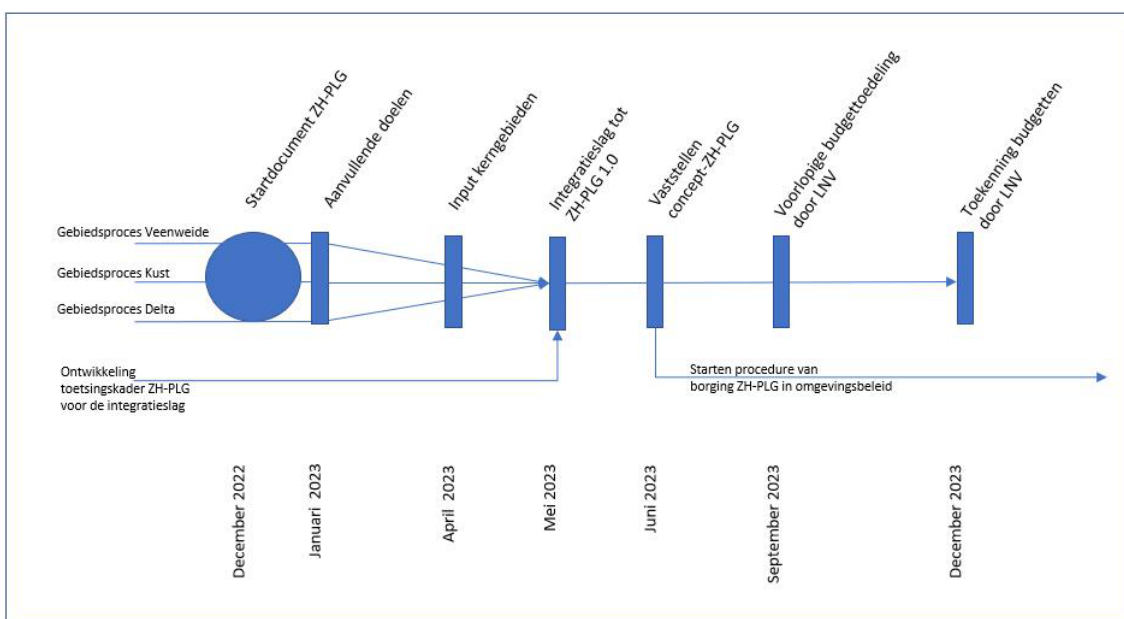 Startdocument ZH-PLG
Aanvullende doelen
Input kerngebieden
Integratieslag tot
ZH-PLG 1.0
Vaststellen
concept-ZH-PLG
Voorlopige budgettoedeling
door LNV
Toekenning budgetten
door LNV
Gebiedsproces Veenweide
Gebiedsproces Kust
Gebiedsproces Delta
Ontwikkeling
toetsingskader ZH-PLG
voor de integratieslag
Starten procedure van
borging ZH-PLG in omgevingsbeleid
December 2022
Januari 2023
April 2023
Mei 2023
Juni 2023
September 2023
December 2023